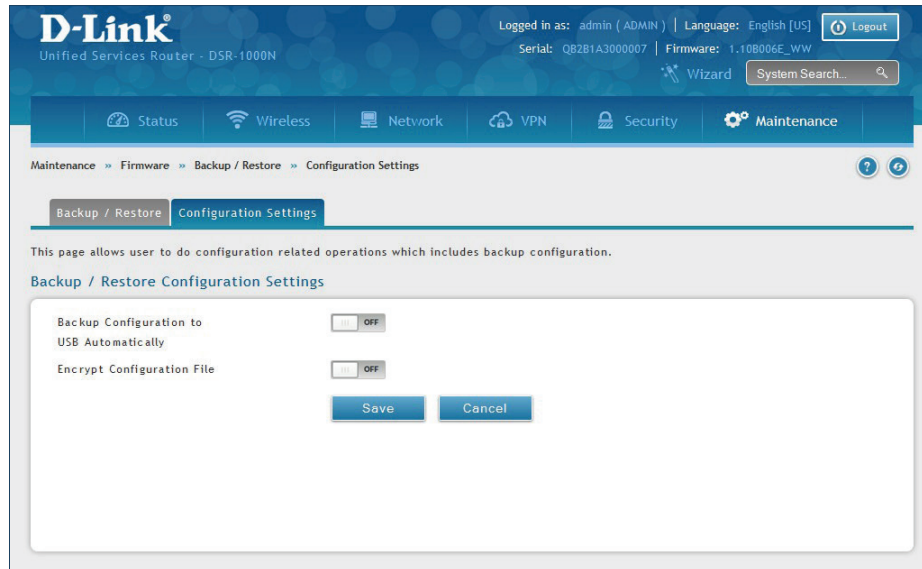 D-Link®
Logged in as: admin ( ADMIN ) | Language: English [US]
Logout
Unified Services Router - DSR-1000N
Serial: QB2B1A3000007 | Firmware: 1.10B006E_WW
Wizard
System Search...
Status
Wireless
Network
VPN
Security
Maintenance
Maintenance » Firmware » Backup / Restore » Configuration Settings
?
Backup / Restore
Configuration Settings
This page allows user to do configuration related operations which includes backup configuration.
Backup / Restore Configuration Settings
Backup Configuration to
USB Automatically
OFF
Encrypt Configuration File
OFF
Save
Cancel